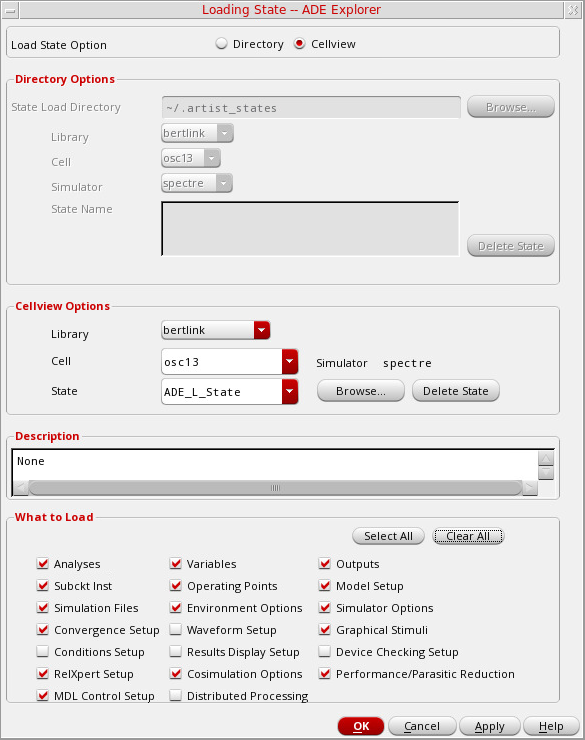 Loading State -- ADE Explorer
Load State Option Directory Cellview
Directory Options
State Load Directory ~/.artist_states Browse...
Library bertlink
Cell osc13
Simulator spectre
State Name
Delete State
Cellview Options
Library bertlink
Cell osc13 Simulator spectre
State ADE_L_State Browse... Delete State
Description
None
What to Load
Select All Clear All
Analyses Variables Outputs
Subckt Inst Operating Points Model Setup
Simulation Files Environment Options Simulator Options
Convergence Setup Waveform Setup Graphical Stimuli
Conditions Setup Results Display Setup Device Checking Setup
RelXpert Setup Cosimulation Options Performance/Parasitic Reduction
MDL Control Setup Distributed Processing
OK Cancel Apply Help